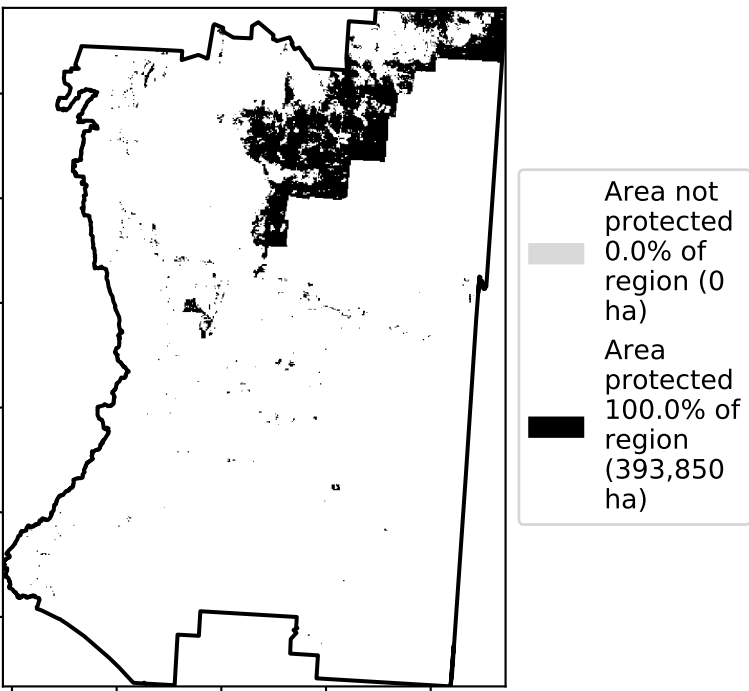 Area not
protected
0.0% of
region (0
ha)
Area
protected
100.0% of
region
(393,850
ha)